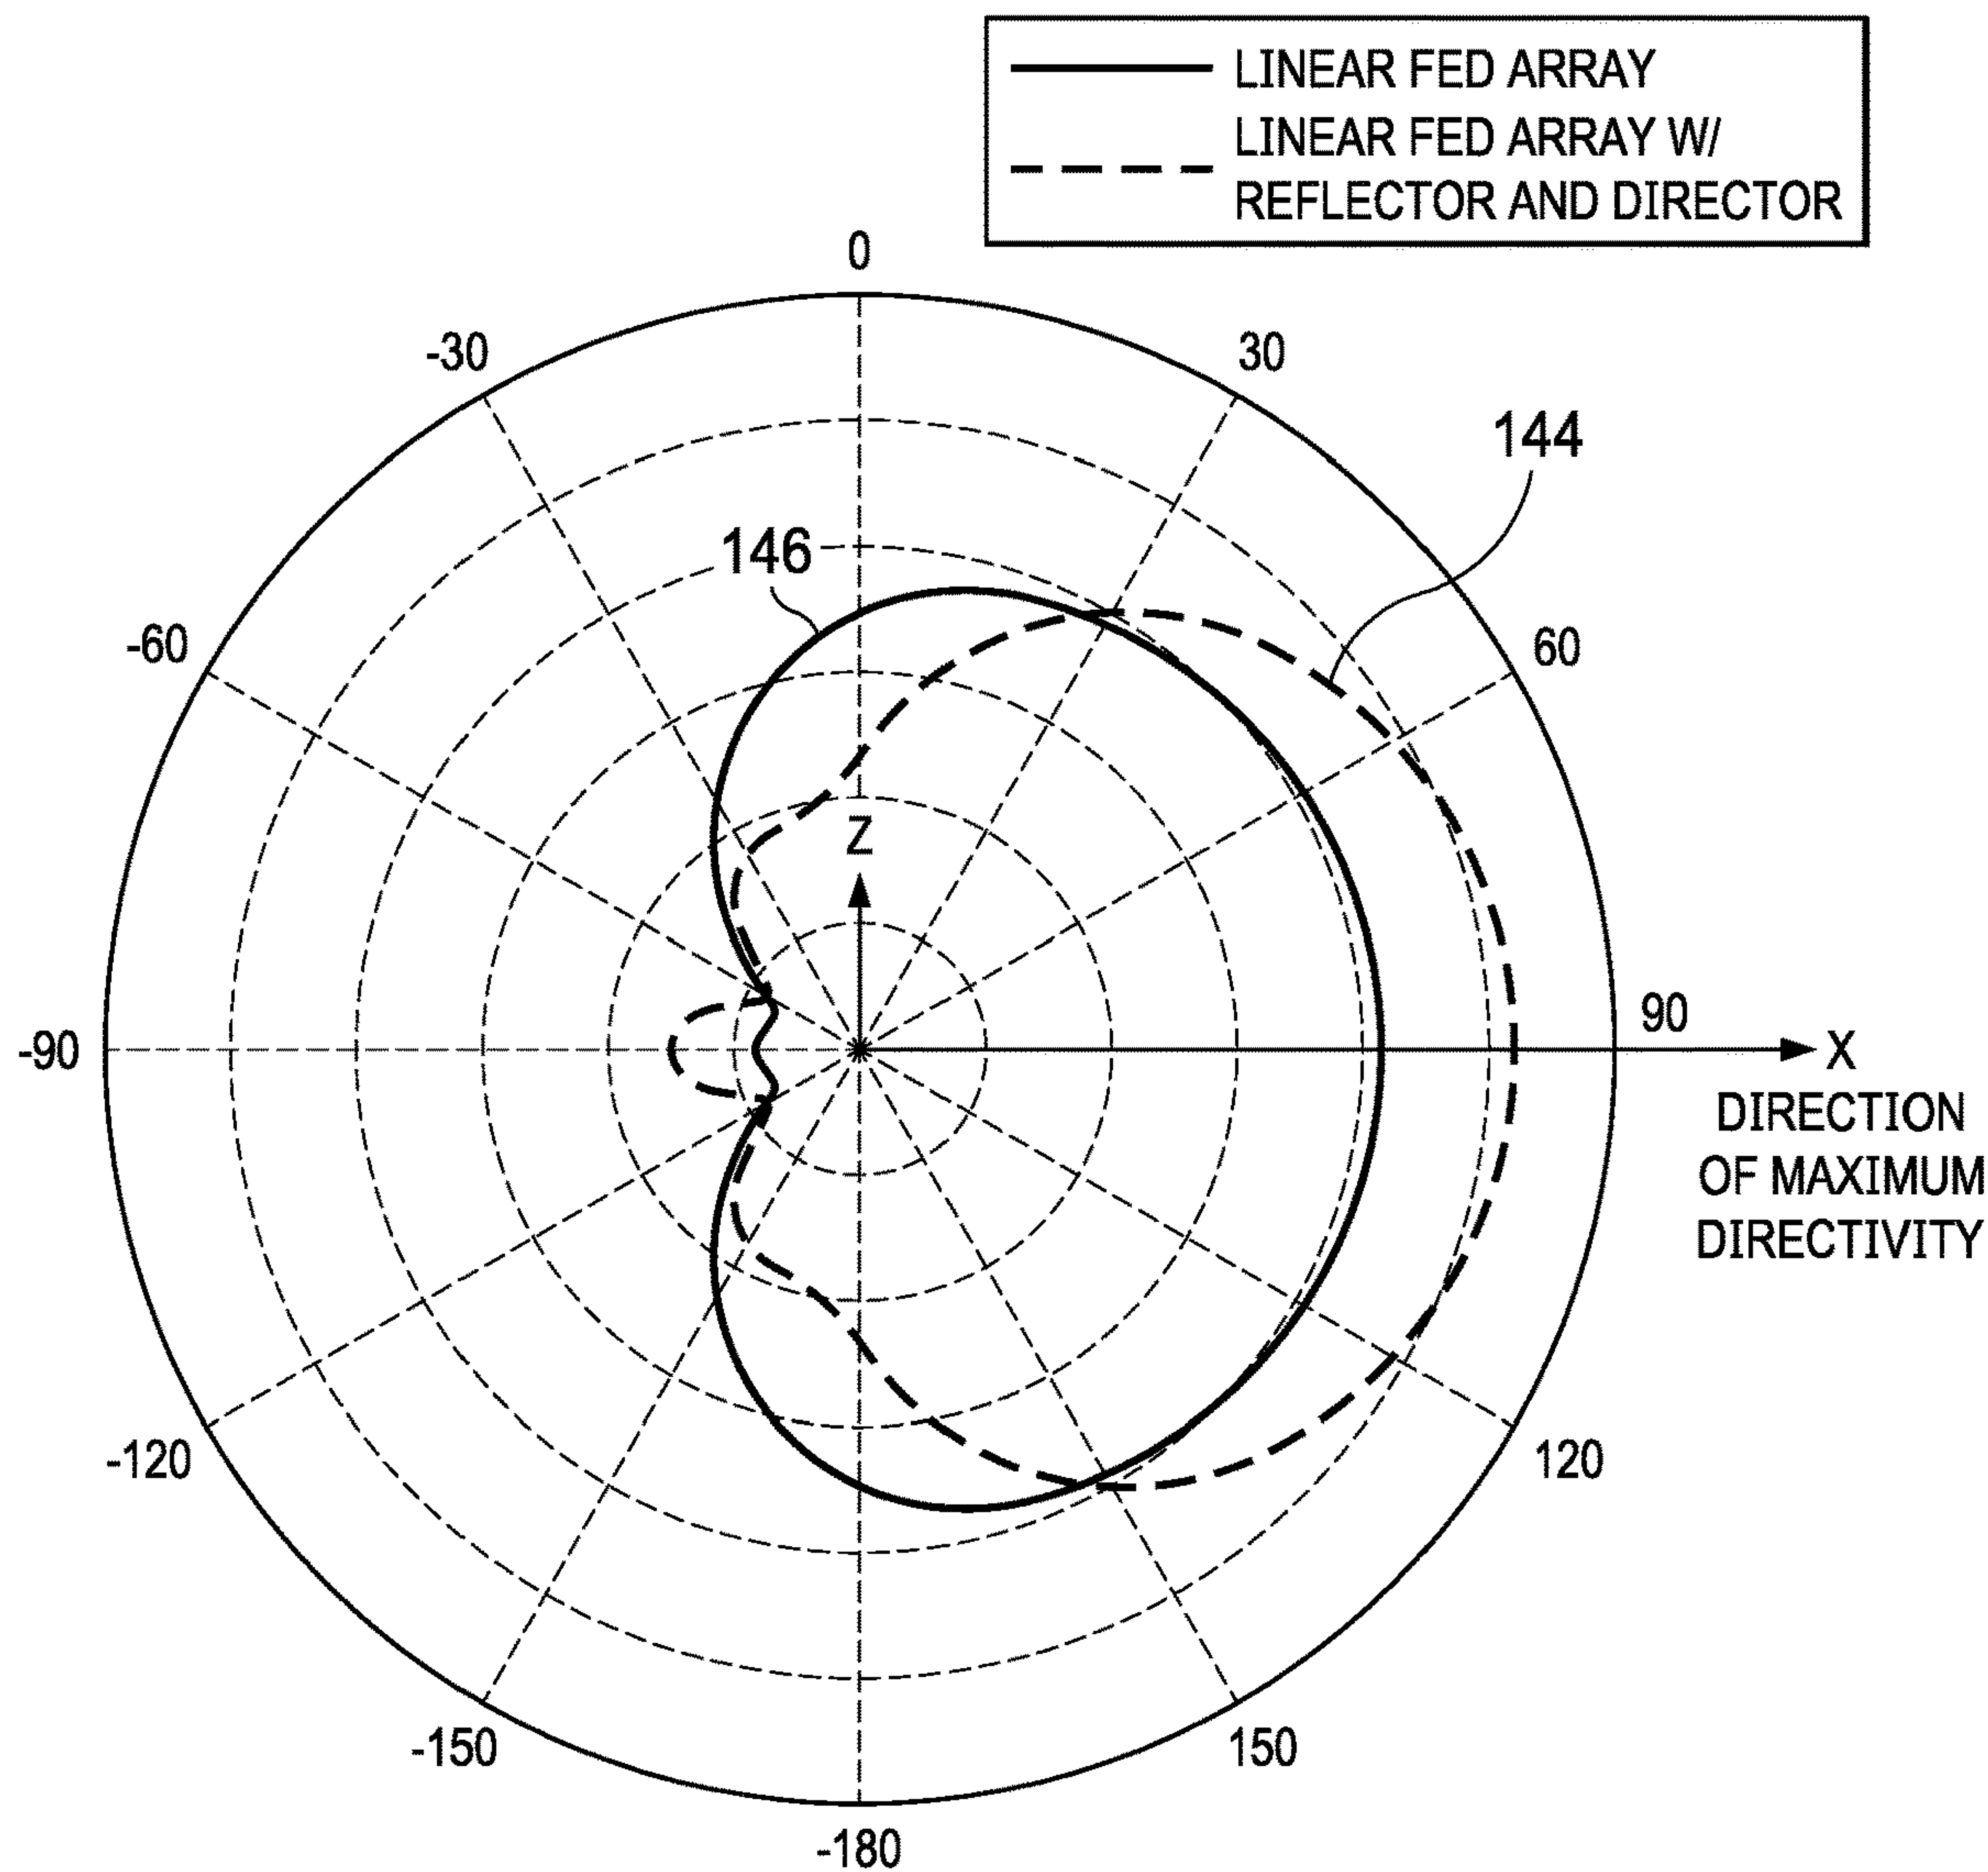 LINEAR FED ARRAY
LINEAR FED ARRAY W/
REFLECTOR AND DIRECTOR
0
-30
30
144
146
-60
60
Z
-90
90
X
DIRECTION
OF MAXIMUM
DIRECTIVITY
-120
120
-150
150
-180